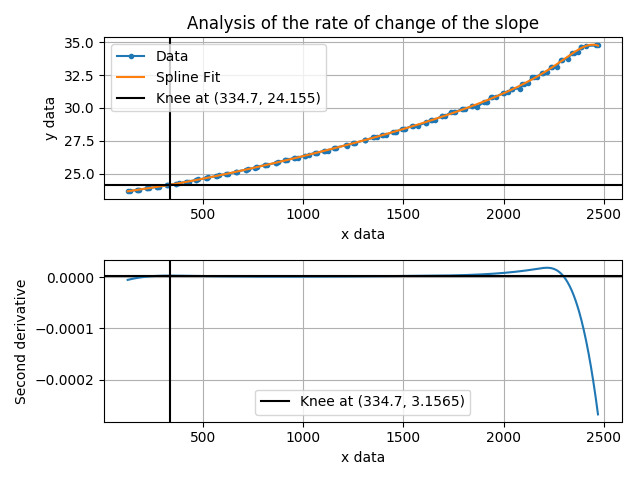 Analysis of the rate of change of the slope
35.0
32.5
30.0
27.5
25.0
y data
Data
Spline Fit
Knee at (334.7, 24.155)
500
1000
1500
2000
2500
x data
0.0000
−0.0001
−0.0002
Second derivative
Knee at (334.7, 3.1565)
500
1000
1500
2000
2500
x data